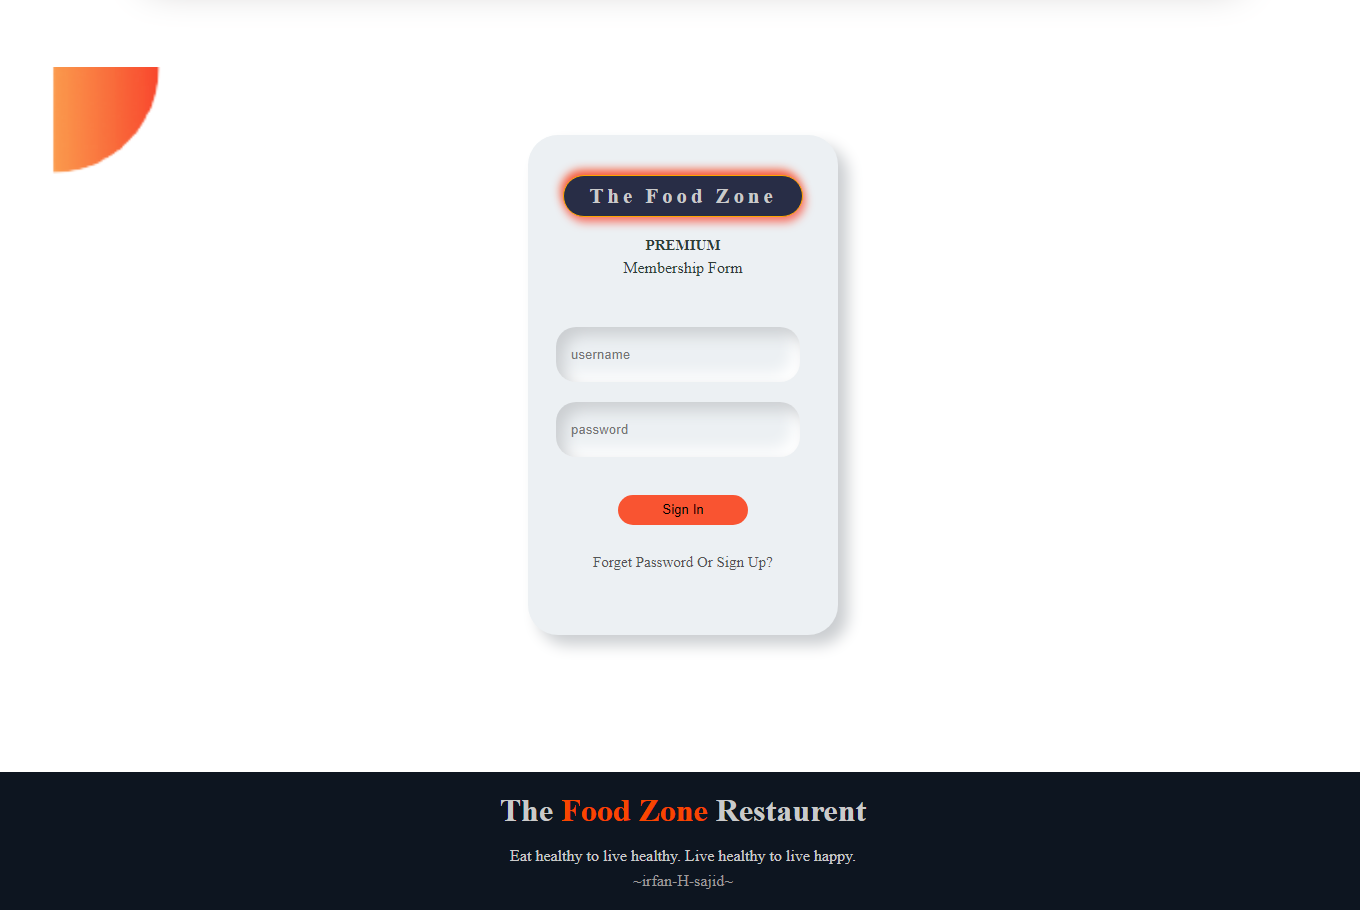 The Food Zone
PREMIUM
Membership Form
username
password
Sign In
Forget Password Or Sign Up?
The Food Zone Restaurent
Eat healthy to live healthy. Live healthy to live happy.
~irfan-H-sajid~